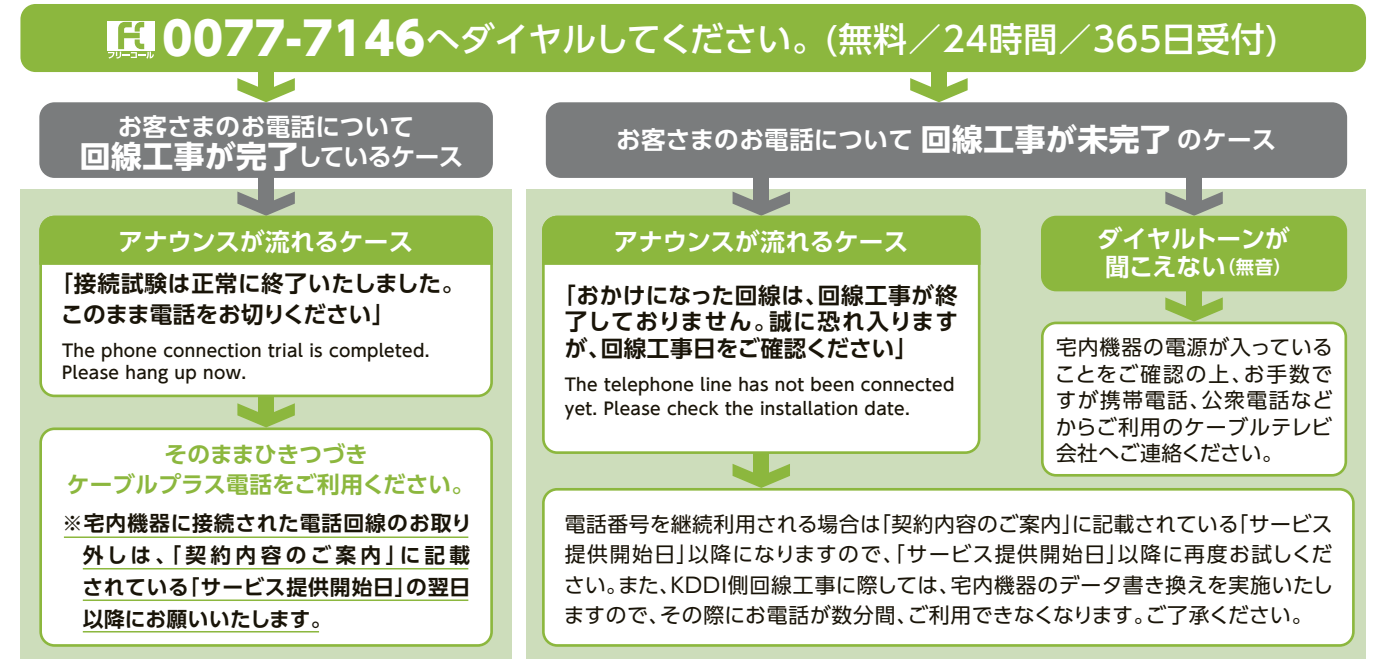 フリーコール 0077-7146へダイヤルしてください。(無料／24時間／365日受付)
お客さまのお電話について
回線工事が完了しているケース
アナウンスが流れるケース
「接続試験は正常に終了いたしました。
このまま電話をお切りください」
The phone connection trial is completed.
Please hang up now.
そのままひきつづき
ケーブルプラス電話をご利用ください。
※宅内機器に接続された電話回線のお取り
外しは、「契約内容のご案内」に記載
されている「サービス提供開始日」の翌日
以降にお願いいたします。
お客さまのお電話について 回線工事が未完了 のケース
アナウンスが流れるケース
「おかけになった回線は、回線工事が終
了しておりません。誠に恐れ入ります
が、回線工事日をご確認ください」
The telephone line has not been connected
yet. Please check the installation date.
ダイヤルトーンが
聞こえない(無音)
宅内機器の電源が入っている
ことをご確認の上、お手数で
すが携帯電話、公衆電話など
からご利用のケーブルテレビ
会社へご連絡ください。
電話番号を継続利用される場合は「契約内容のご案内」に記載されている「サービス
提供開始日」以降になりますので、「サービス提供開始日」以降に再度お試しくだ
さい。また、KDDI側回線工事に際しては、宅内機器のデータ書き換えを実施いたし
ますので、その際にお電話が数分間、ご利用できなくなります。ご了承ください。